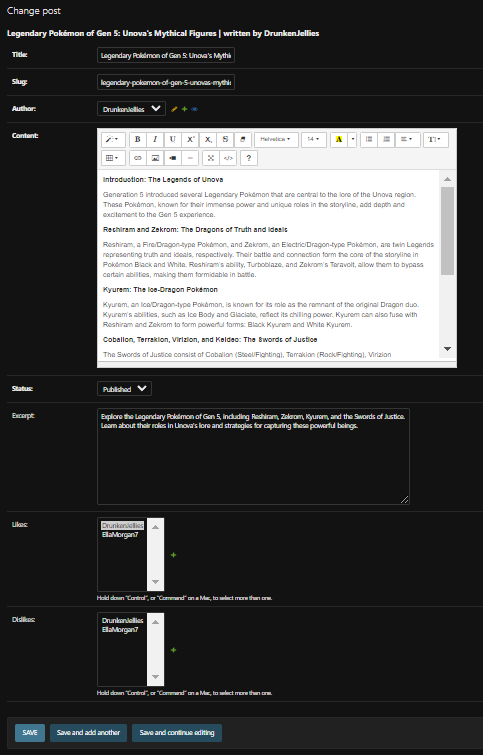 Change post
Legendary Pokémon of Gen 5: Unova's Mythical Figures | written by DrunkenJellies
Title:
Legendary Pokémon of Gen 5: Unova's Mythi
Slug:
legendary-pokemon-of-gen-5-unovas-mythi
Author:
DrunkenJellies
Content:
B I U X² X₂ S Helvetica 14 A T!
</> ?
Introduction: The Legends of Unova
Generation 5 introduced several Legendary Pokémon that are central to the lore of the Unova region.
These Pokémon, known for their immense power and unique roles in the storyline, add depth and
excitement to the Gen 5 experience.
Reshiram and Zekrom: The Dragons of Truth and Ideals
Reshiram, a Fire/Dragon-type Pokémon, and Zekrom, an Electric/Dragon-type Pokémon, are twin Legends
representing truth and ideals, respectively. Their battle and connection form the core of the storyline in
Pokémon Black and White. Reshiram's ability, Turboblaze, and Zekrom's Teravolt, allow them to bypass
certain abilities, making them formidable in battle.
Kyurem: The Ice-Dragon Pokémon
Kyurem, an Ice/Dragon-type Pokémon, is known for its role as the remnant of the original Dragon duo.
Kyurem's abilities, such as Ice Body and Glaciate, reflect its chilling power. Kyurem can also fuse with
Reshiram and Zekrom to form powerful forms: Black Kyurem and White Kyurem.
Cobalion, Terrakion, Virizion, and Keldeo: The Swords of Justice
The Swords of Justice consist of Cobalion (Steel/Fighting), Terrakion (Rock/Fighting), Virizion
Status:
Published
Excerpt:
Explore the Legendary Pokémon of Gen 5, including Reshiram, Zekrom, Kyurem, and the Swords of Justice.
Learn about their roles in Unova's lore and strategies for capturing these powerful beings.
Likes:
DrunkenJellies
EllaMorgan7
Hold down "Control", or "Command" on a Mac, to select more than one.
Dislikes:
DrunkenJellies
EllaMorgan7
Hold down "Control", or "Command" on a Mac, to select more than one.
SAVE
Save and add another
Save and continue editing